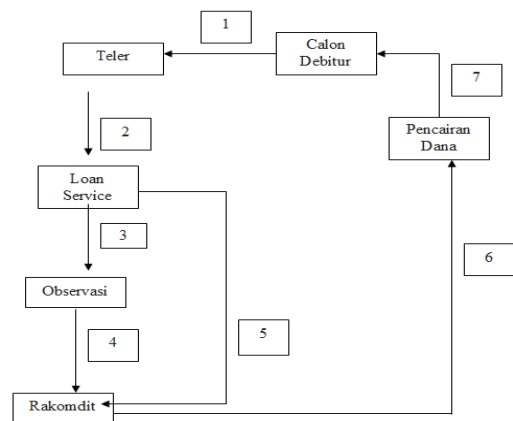 1
Calon
Debitur
Teler
7
2
Pencairan
Dana
Loan
Service
3
6
Observasi
4
5
Rakomdit